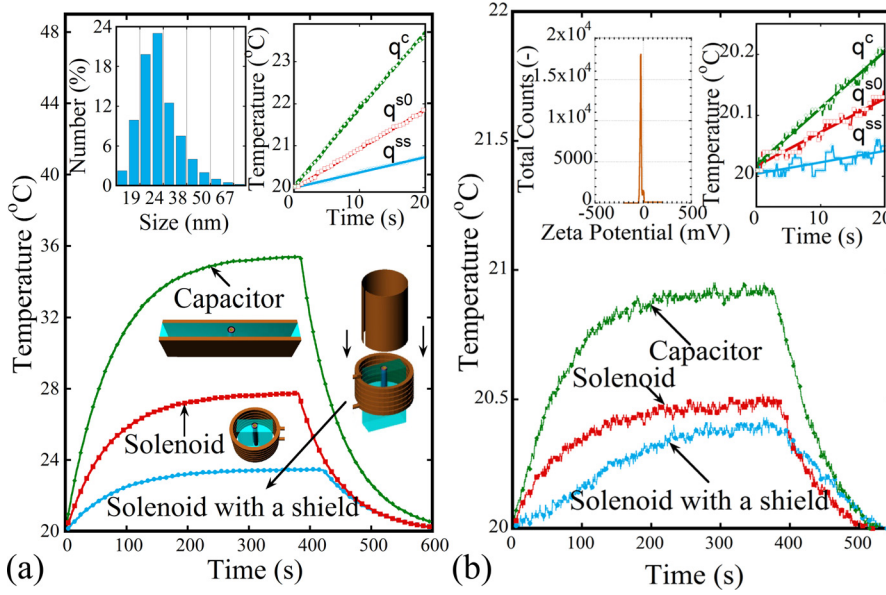 (a)
Temperature (°C)
48
44
40
36
32
28
24
20
0 100 200 300 400 500 600
Time (s)
Number (%)
24
18
12
6
0
19 24 38 50 67
Size (nm)
Temperature (°C)
23
22
21
20
0 10 20
Time (s)
q^c
q^s0
q^ss
Capacitor
Solenoid
Solenoid with a shield
(b)
Temperature (°C)
22
21.5
21
20.5
20
0 100 200 300 400 500
Time (s)
Total Counts (-)
2x10^4
1.5x10^4
1x10^4
5000
0
-500 0 500
Zeta Potential (mV)
Temperature (°C)
20.2
20.1
20
0 10 20
Time (s)
q^c
q^s0
q^ss
Capacitor
Solenoid
Solenoid with a shield